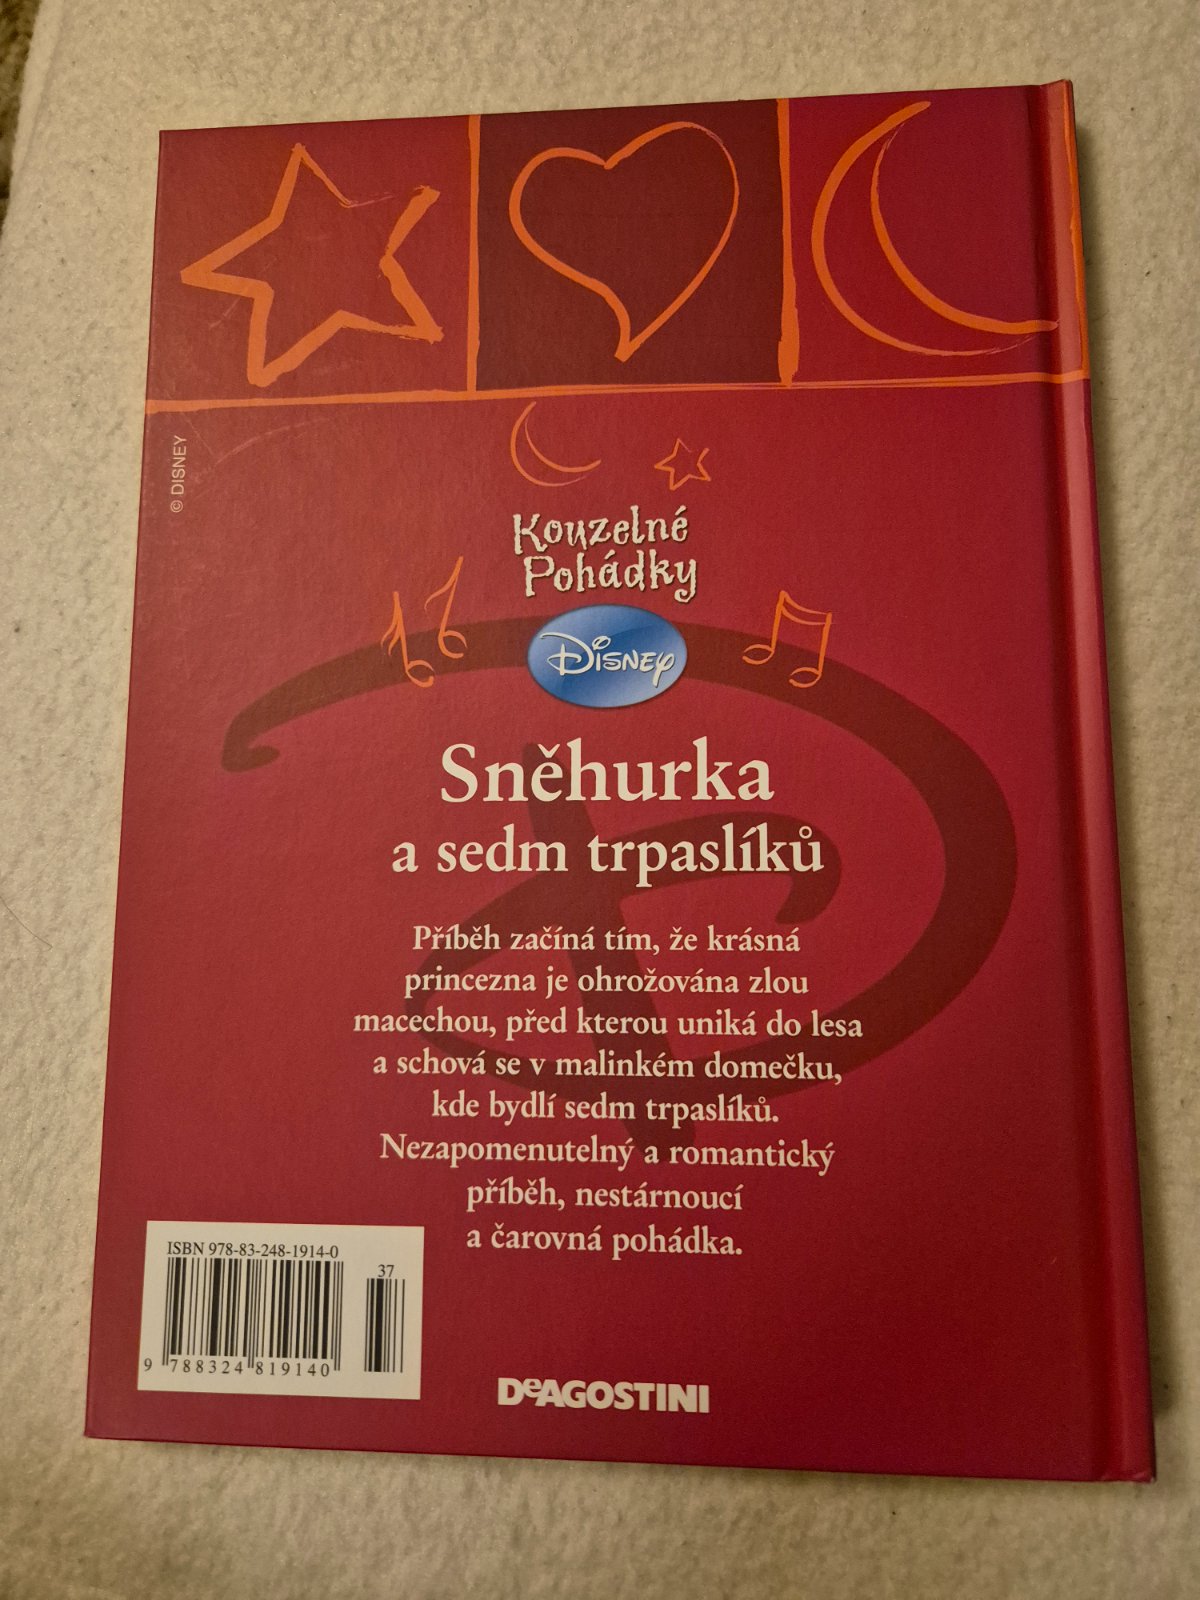 © DISNEY
Kouzelné
Pohádky
Disney
Sněhurka
a sedm trpaslíků
Příběh začíná tím, že krásná
princezna je ohrožována zlou
macechou, před kterou uniká do lesa
a schová se v malinkém domečku,
kde bydlí sedm trpaslíků.
Nezapomenutelný a romantický
příběh, nestárnoucí
a čarovná pohádka.
ISBN 978-83-248-1914-0
37
9 788324 819140
DeAGOSTINI